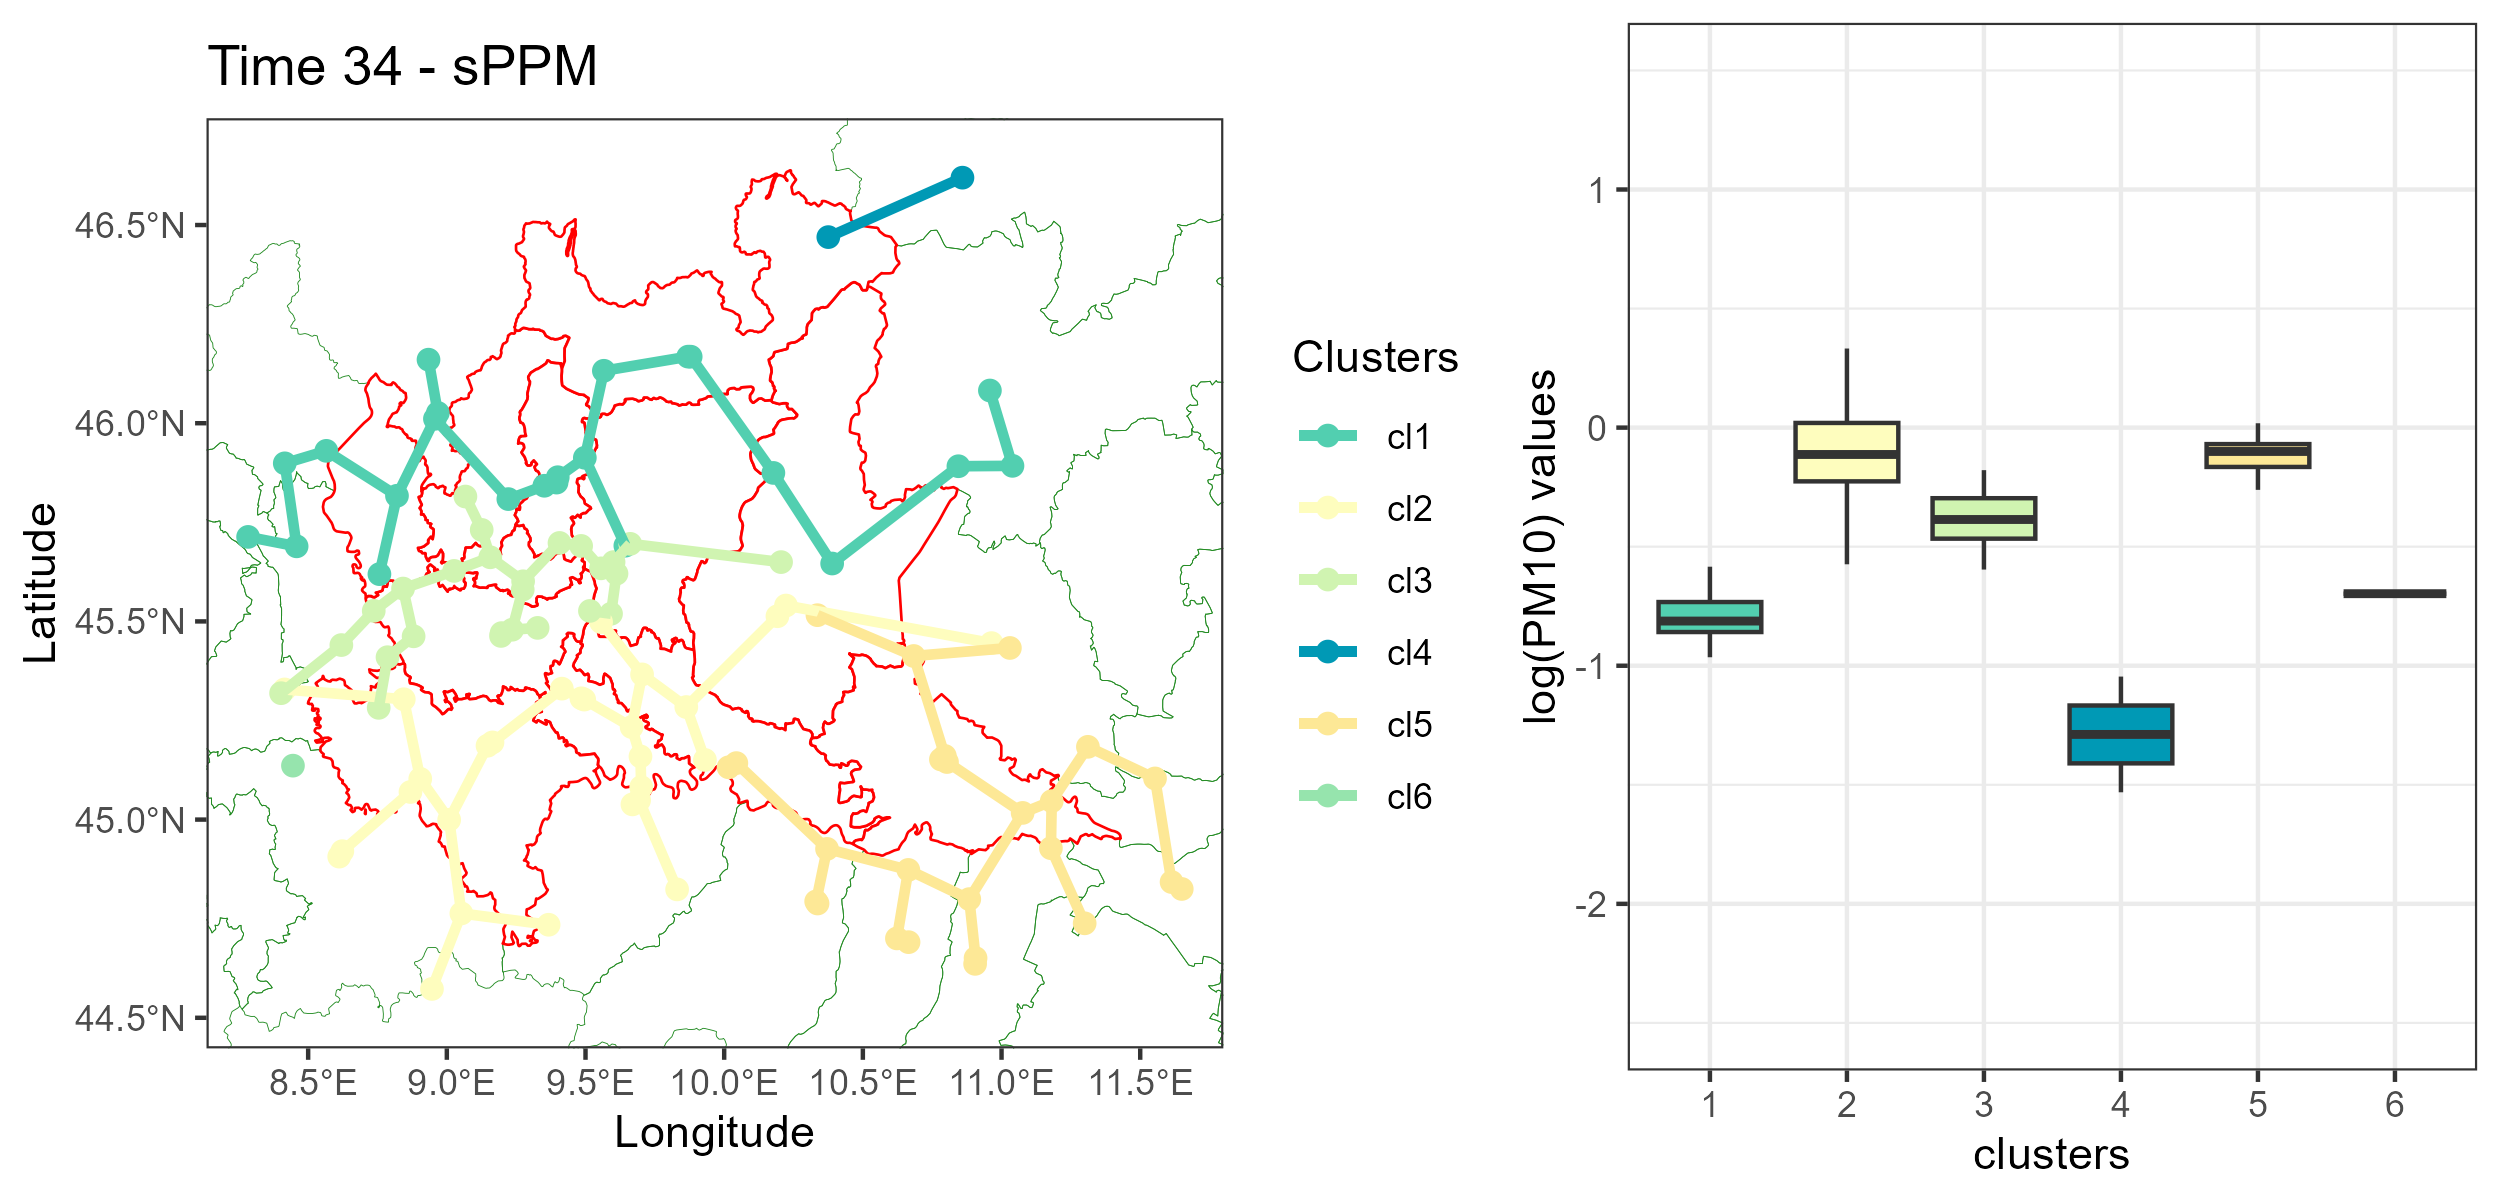 Time 34 - sPPM
Latitude
46.5°N
46.0°N
45.5°N
45.0°N
44.5°N
8.5°E 9.0°E 9.5°E 10.0°E 10.5°E 11.0°E 11.5°E
Longitude
Clusters
cl1
cl2
cl3
cl4
cl5
cl6
log(PM10) values
1
0
-1
-2
1 2 3 4 5 6
clusters